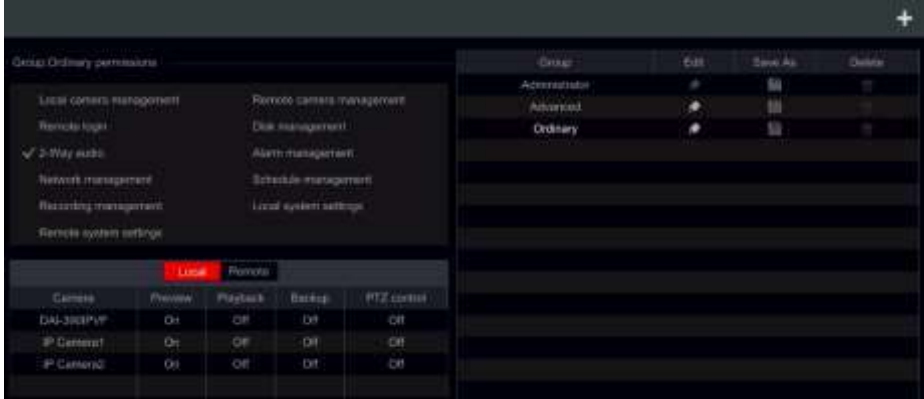 Group Ordinary permissions
Local camera management Remote camera management
Remote login Disk management
2-Way audio Alarm management
Network management Schedule management
Recording management Local system settings
Remote system settings
Local Remote
Camera Preview Playback Backup PTZ control
On Off Off Off
IP Camera1 On Off Off Off
IP Camera2 On Off Off Off
Group Edit Save As Delete
Administrator
Advanced
Ordinary